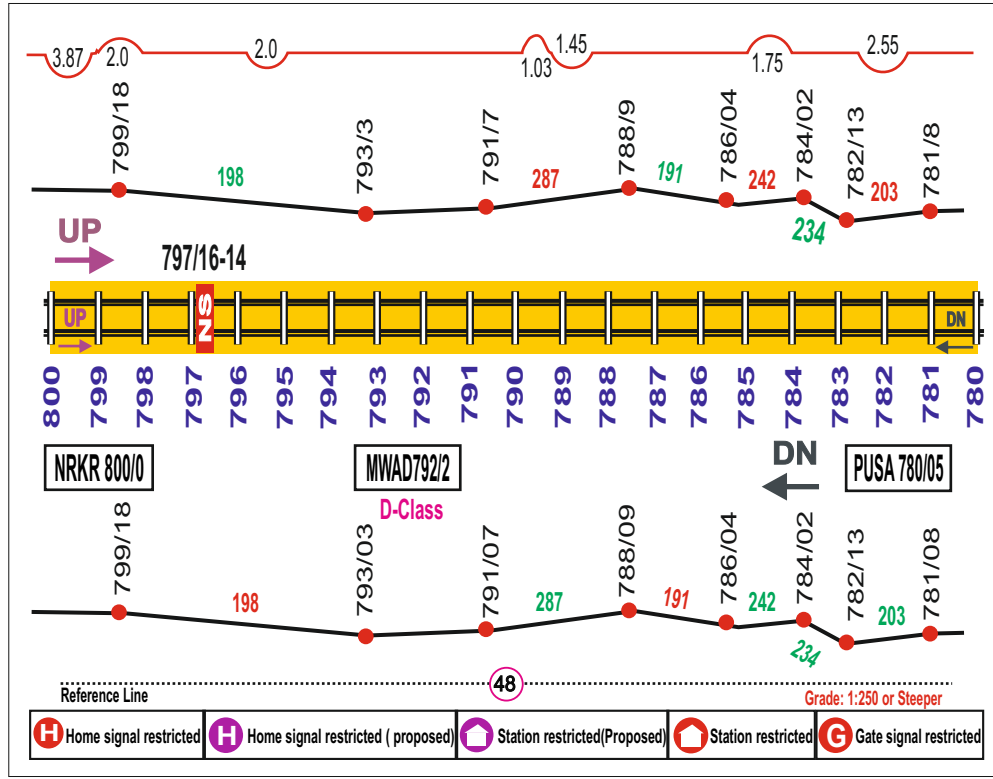 3.87 2.0 2.0 1.03 1.45 1.75 2.55
799/18 793/3 791/7 788/9 786/04 784/02 782/13 781/8
198 287 191 242 234 203
UP
797/16-14
UP NS DN
800 799 798 797 796 795 794 793 792 791 790 789 788 787 786 785 784 783 782 781 780
NRKR 800/0 MWAD792/2 DN PUSA 780/05
D-Class
799/18 793/03 791/07 788/09 786/04 784/02 782/13 781/08
198 287 191 242 234 203
48
Reference Line Grade: 1:250 or Steeper
H Home signal restricted H Home signal restricted ( proposed) Station restricted(Proposed) Station restricted G Gate signal restricted